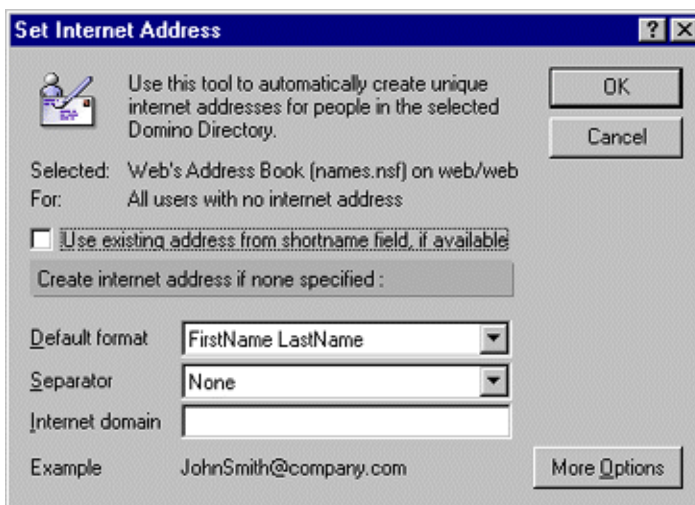 Set Internet Address
Use this tool to automatically create unique
internet addresses for people in the selected
Domino Directory.
OK
Cancel
Selected: Web's Address Book (names.nsf) on web/web
For: All users with no internet address
Use existing address from shortname field, if available
Create internet address if none specified :
Default format FirstName LastName
Separator None
Internet domain
Example JohnSmith@company.com
More Options